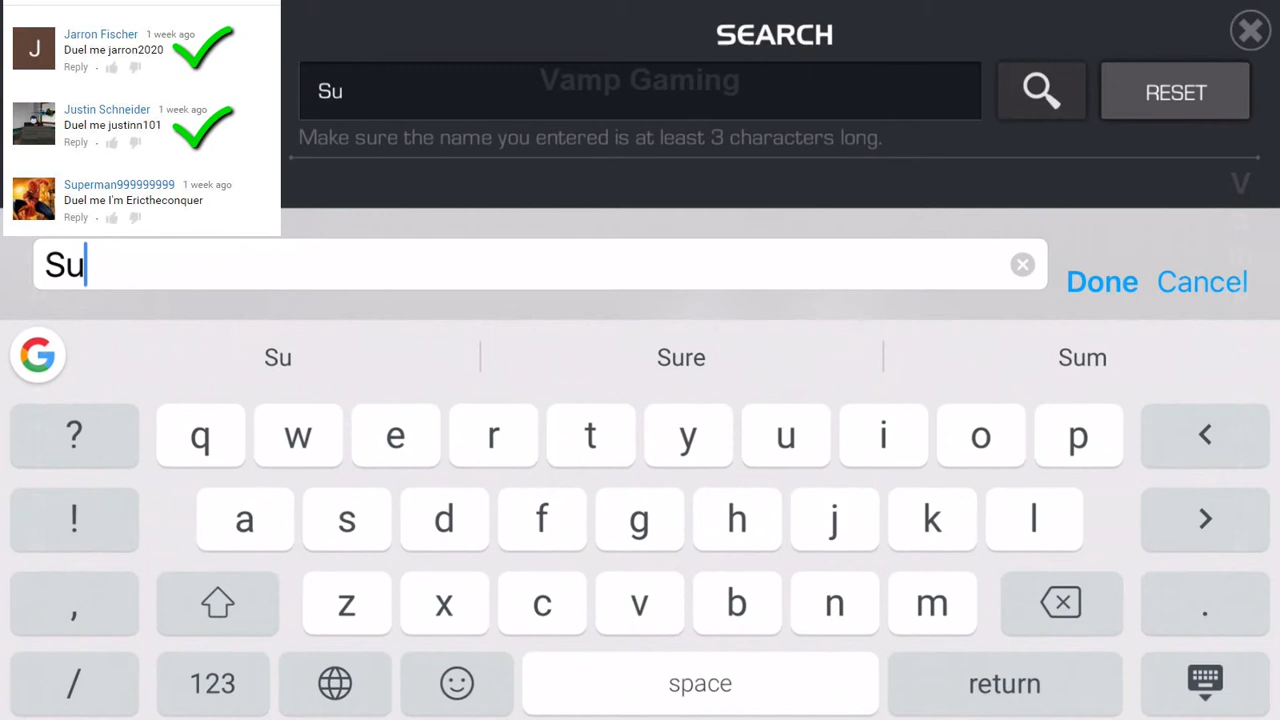 Jarron Fischer 1 week ago
Duel me jarron2020
Reply
Justin Schneider 1 week ago
Duel me justinn101
Reply
Superman999999999 1 week ago
Duel me I'm Erictheconquer
Reply
SEARCH
Su
Vamp Gaming
RESET
Make sure the name you entered is at least 3 characters long.
V
Su
Done Cancel
G
Su Sure Sum
? q w e r t y u i o p <
! a s d f g h j k l >
, z x c v b n m .
/ 123 space return